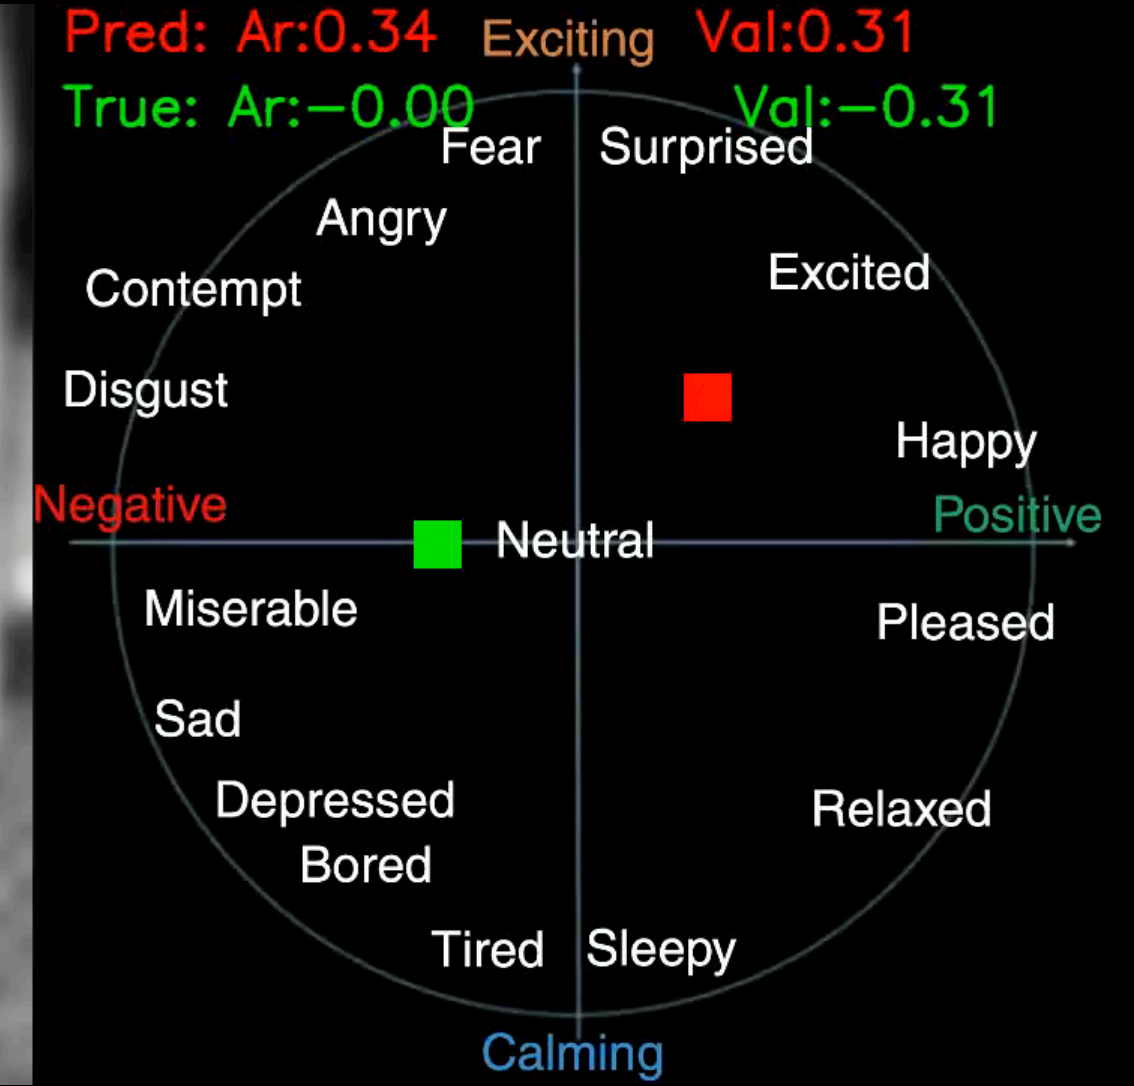 Pred: Ar:0.34 Val:0.31
Exciting
True: Ar:-0.00 Val:-0.31
Fear Surprised
Angry
Excited
Contempt
Disgust
Happy
Negative
Positive
Neutral
Miserable
Pleased
Sad
Depressed
Relaxed
Bored
Tired Sleepy
Calming